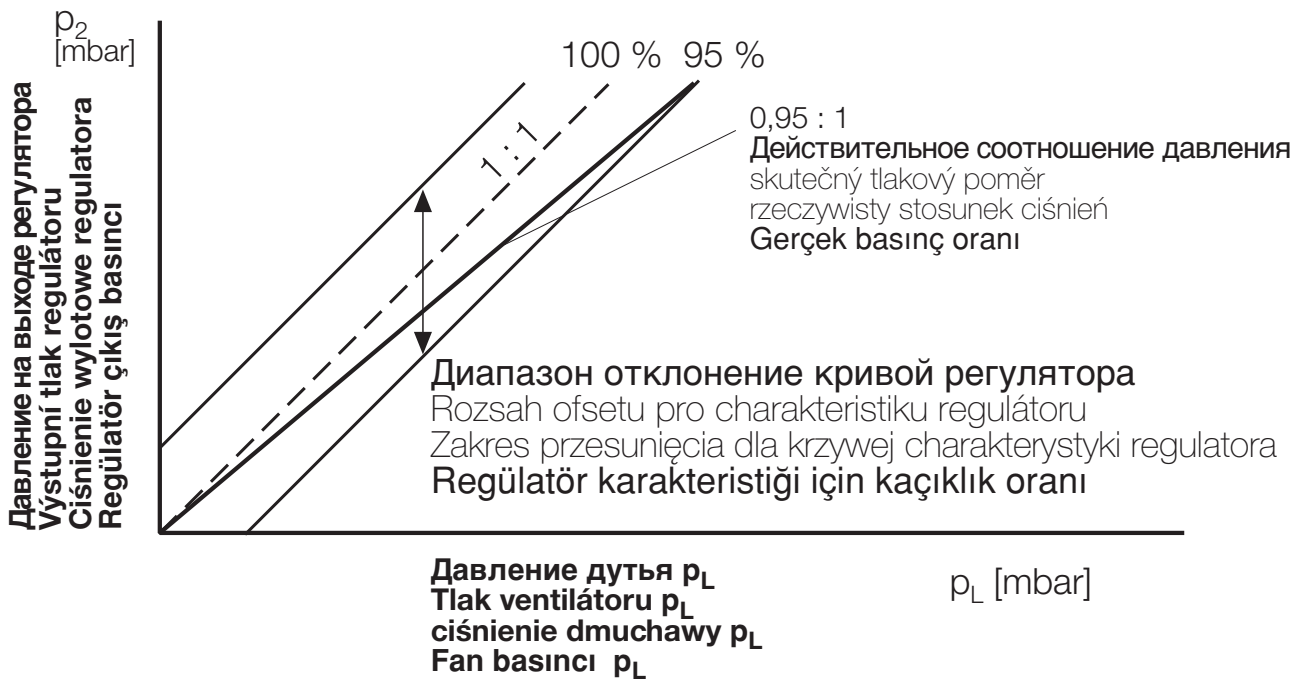 p2
[mbar]
Давление на выходе регулятора
Výstupní tlak regulátoru
Ciśnienie wylotowe regulatora
Regülatör çıkış basıncı
100 % 95 %
1 : 1
0,95 : 1
Действительное соотношение давления
skutečný tlakový poměr
rzeczywisty stosunek ciśnień
Gerçek basınç oranı
Диапазон отклонение кривой регулятора
Rozsah ofsetu pro charakteristiku regulátoru
Zakres przesunięcia dla krzywej charakterystyki regulatora
Regülatör karakteristiği için kaçıklık oranı
Давление дутья pL
Tlak ventilátoru pL
ciśnienie dmuchawy pL
Fan basıncı pL
pL [mbar]